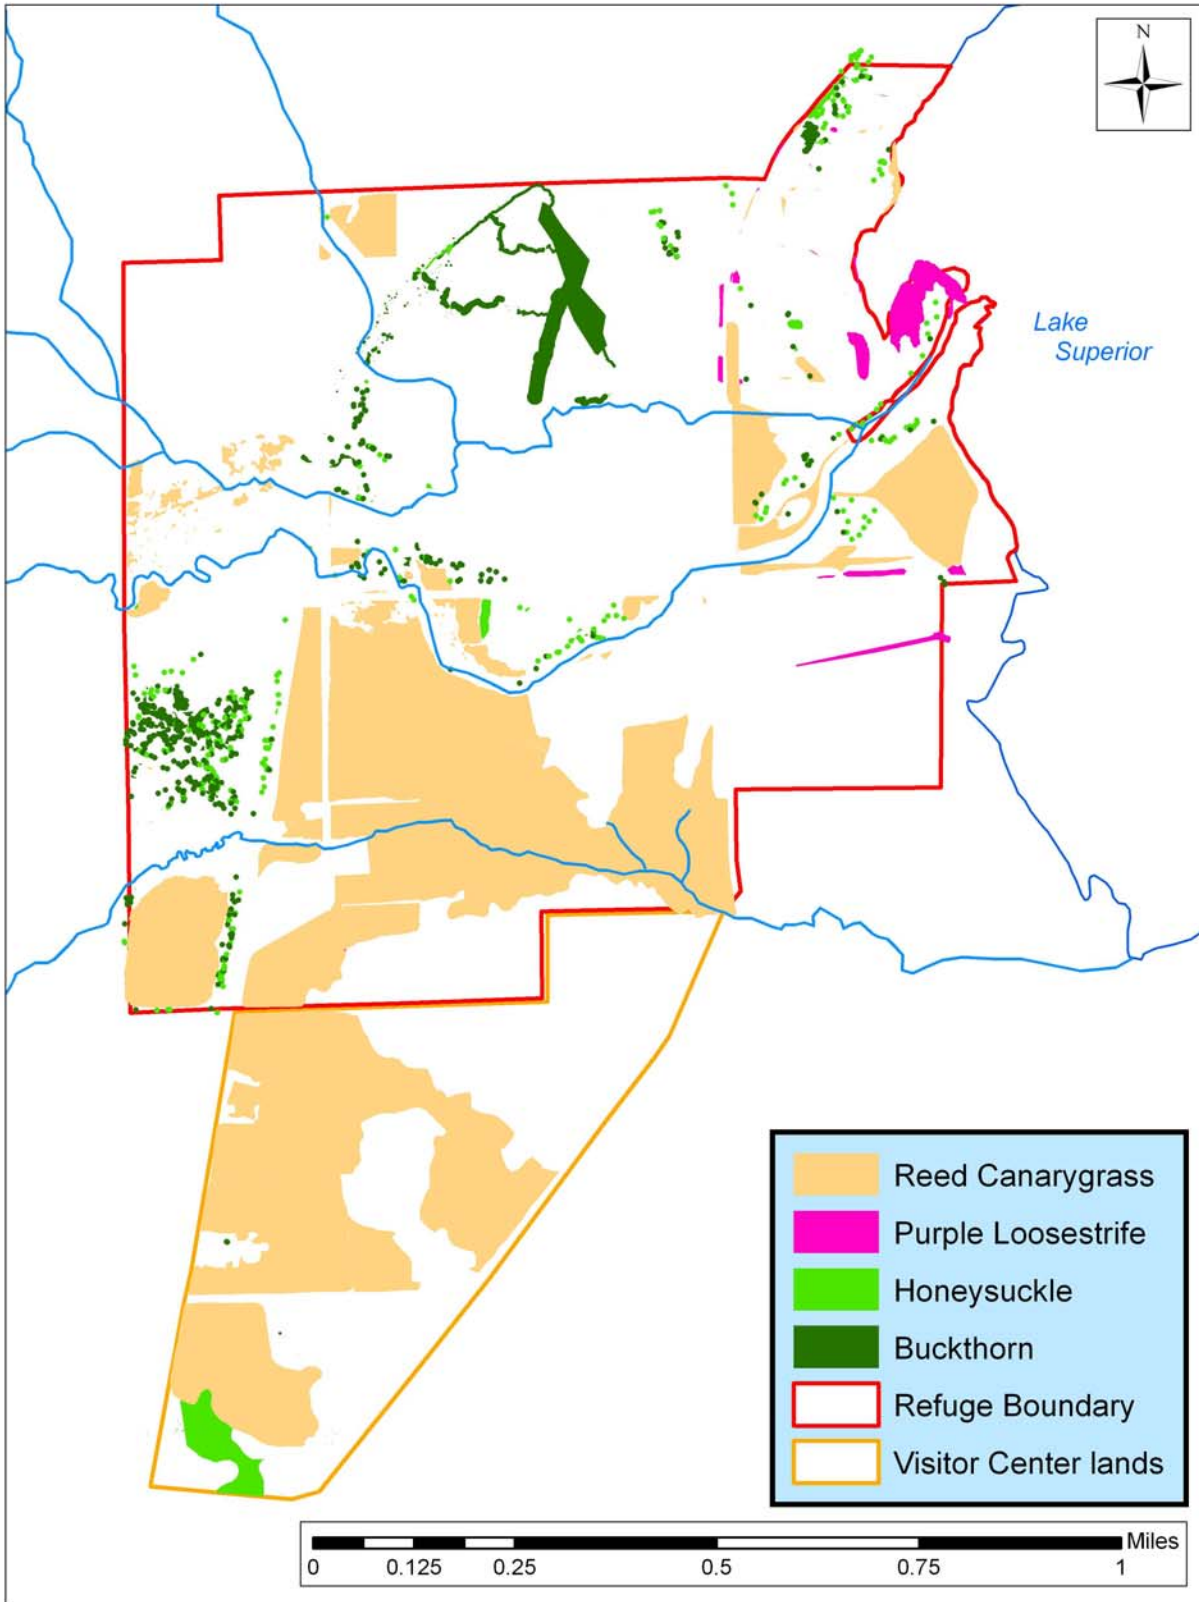 N
Lake
Superior
Reed Canarygrass
Purple Loosestrife
Honeysuckle
Buckthorn
Refuge Boundary
Visitor Center lands
Miles
0 0.125 0.25 0.5 0.75 1